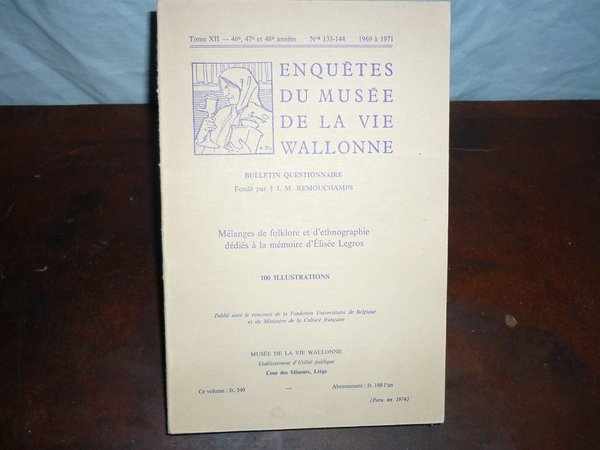 Tome XII — 46e, 47e et 48e années Nos 133-144 1969 à 1971
ENQUÊTES
DU MUSÉE
DE LA VIE
WALLONNE
BULLETIN QUESTIONNAIRE
Fondé par † J. M. REMOUCHAMPS
Mélanges de folklore et d'ethnographie
dédiés à la mémoire d'Élisée Legros
100 ILLUSTRATIONS
Publié avec le concours de la Fondation Universitaire de Belgique
et du Ministère de la Culture française
MUSÉE DE LA VIE WALLONNE
Etablissement d'Utilité publique
Cour des Mineurs, Liège
Ce volume : fr. 540 — Abonnement : fr. 180 l'an
(Paru en 1974)